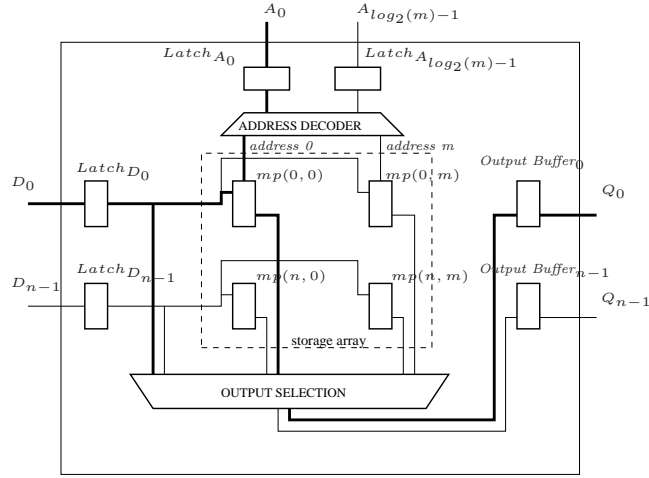 A_0 A_{log_2(m)-1}
Latch_{A_0} Latch_{A_{log_2(m)-1}}
ADDRESS DECODER
address 0 address m
Latch_{D_0} mp(0,0) mp(0,m) Output Buffer_0
D_0 Q_0
Latch_{D_{n-1}} mp(n,0) mp(n,m) Output Buffer_{n-1}
D_{n-1} Q_{n-1}
storage array
OUTPUT SELECTION